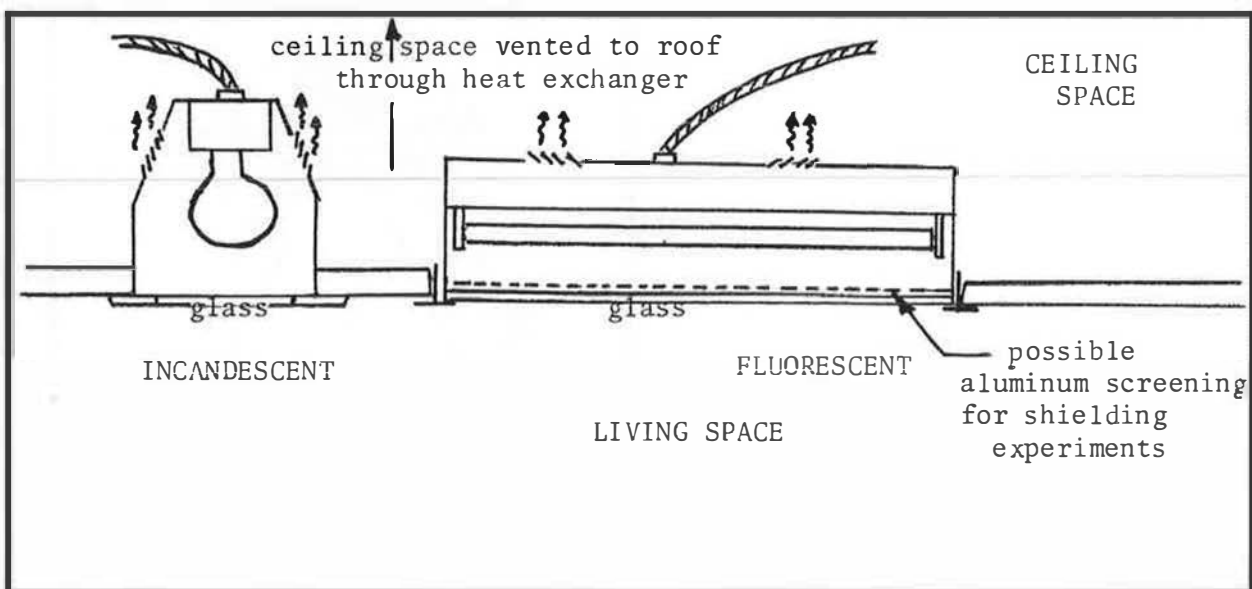 ceiling space vented to roof
through heat exchanger
CEILING
SPACE
glass
glass
INCANDESCENT
FLUORESCENT
possible
aluminum screening
for shielding
experiments
LIVING SPACE